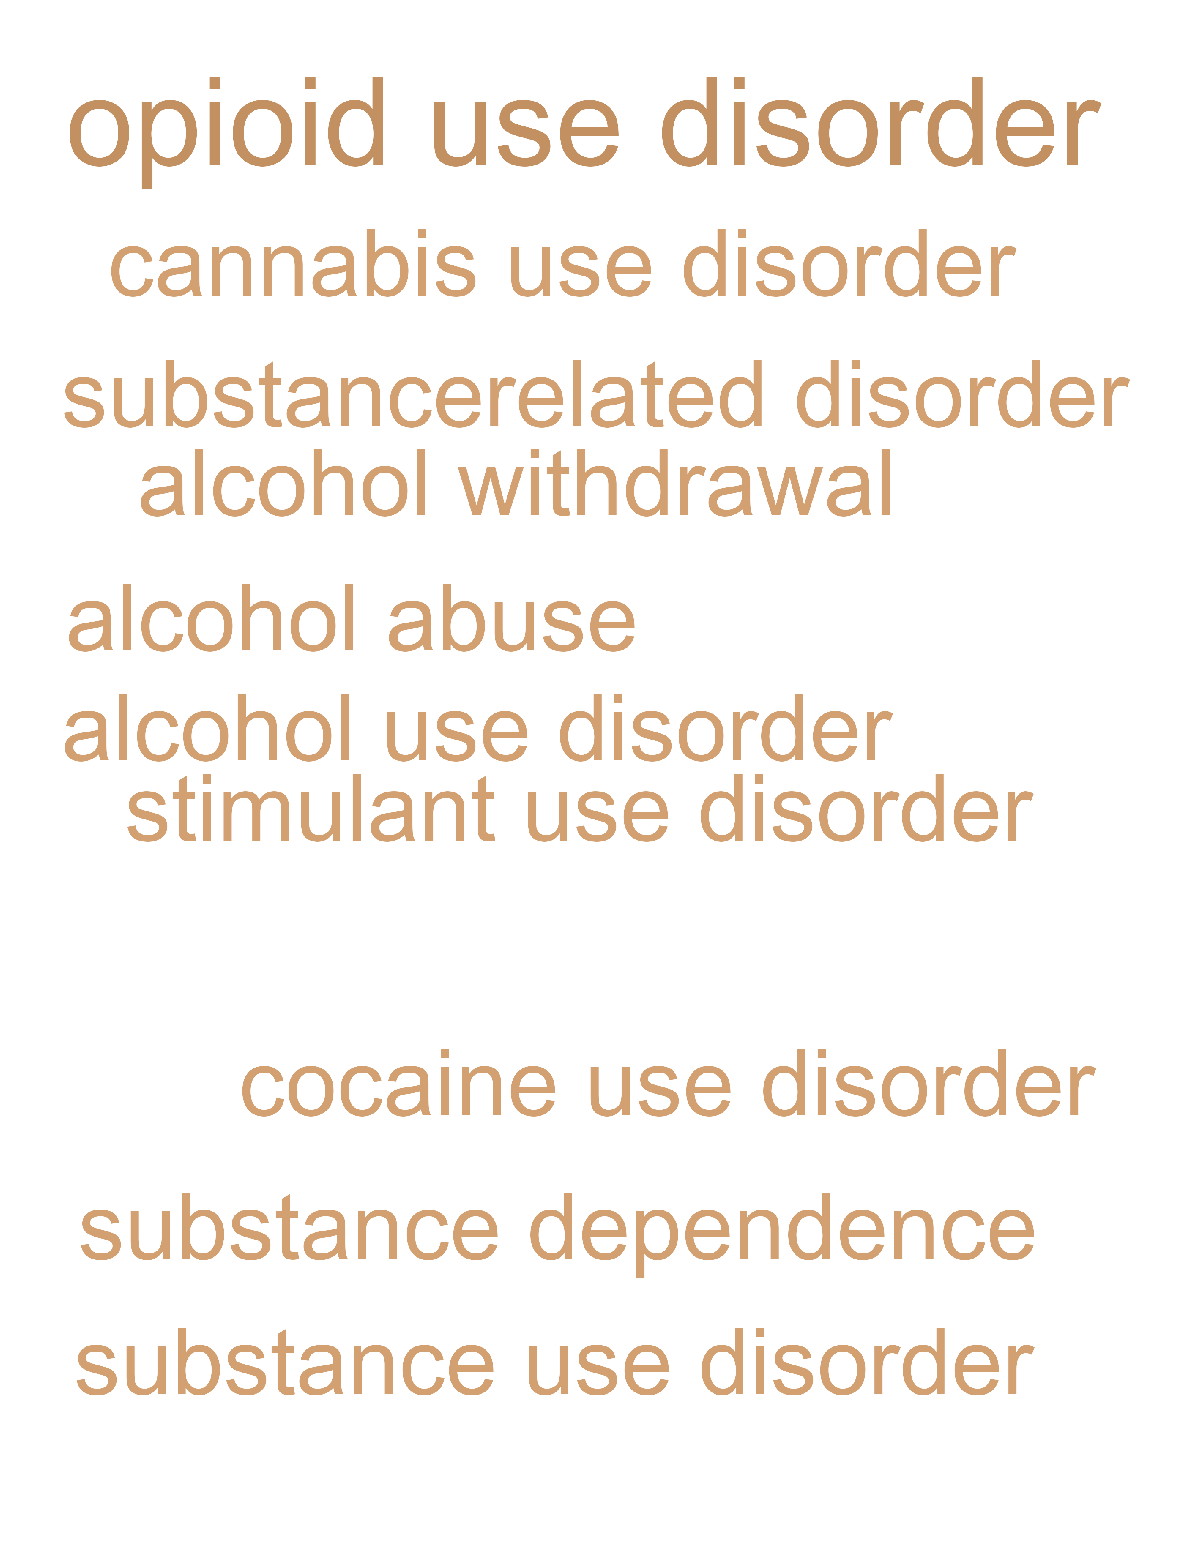 opioid use disorder
cannabis use disorder
substancerelated disorder
alcohol withdrawal
alcohol abuse
alcohol use disorder
stimulant use disorder
cocaine use disorder
substance dependence
substance use disorder